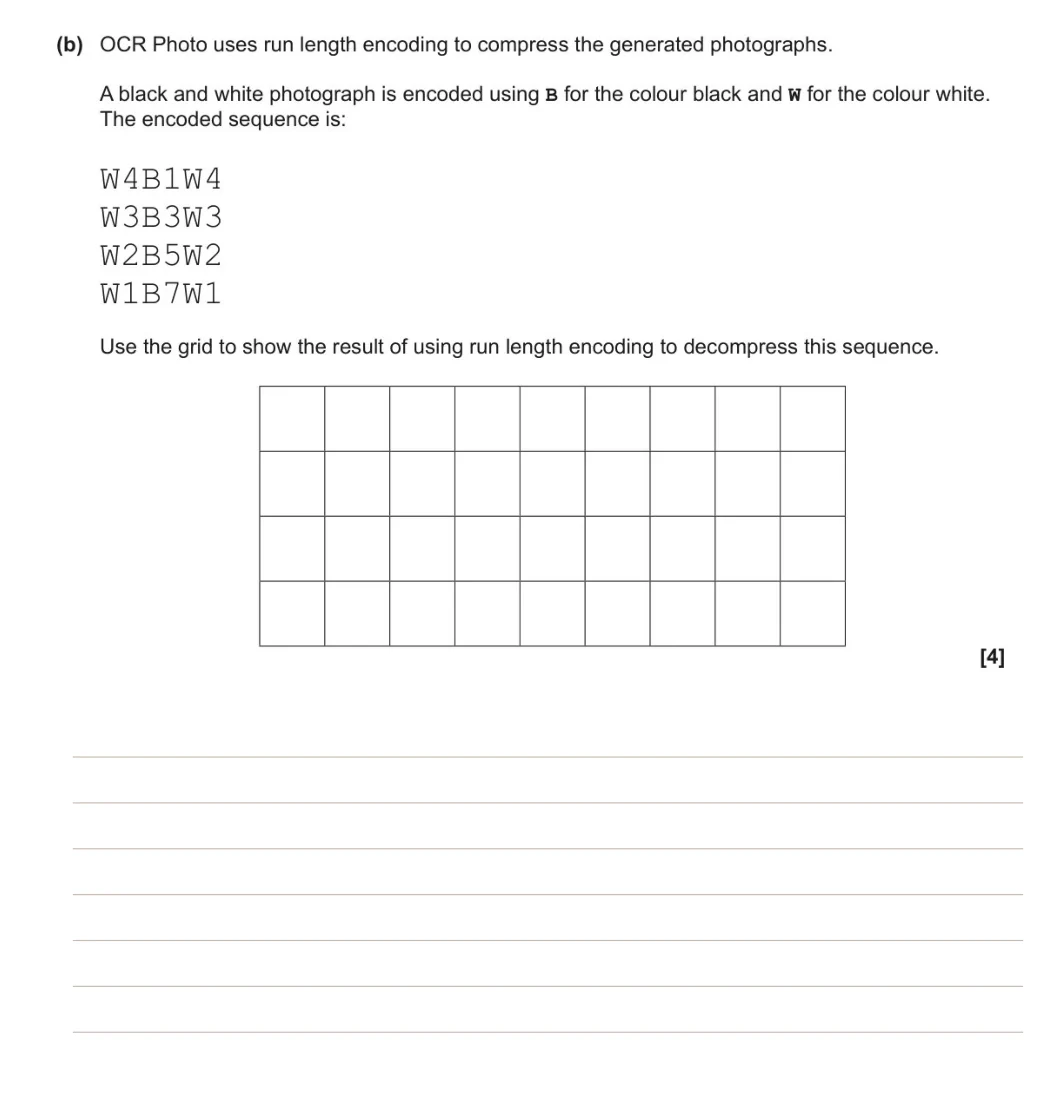 (b) OCR Photo uses run length encoding to compress the generated photographs.
A black and white photograph is encoded using B for the colour black and W for the colour white.
The encoded sequence is:
W4B1W4
W3B3W3
W2B5W2
W1B7W1
Use the grid to show the result of using run length encoding to decompress this sequence.
[4]